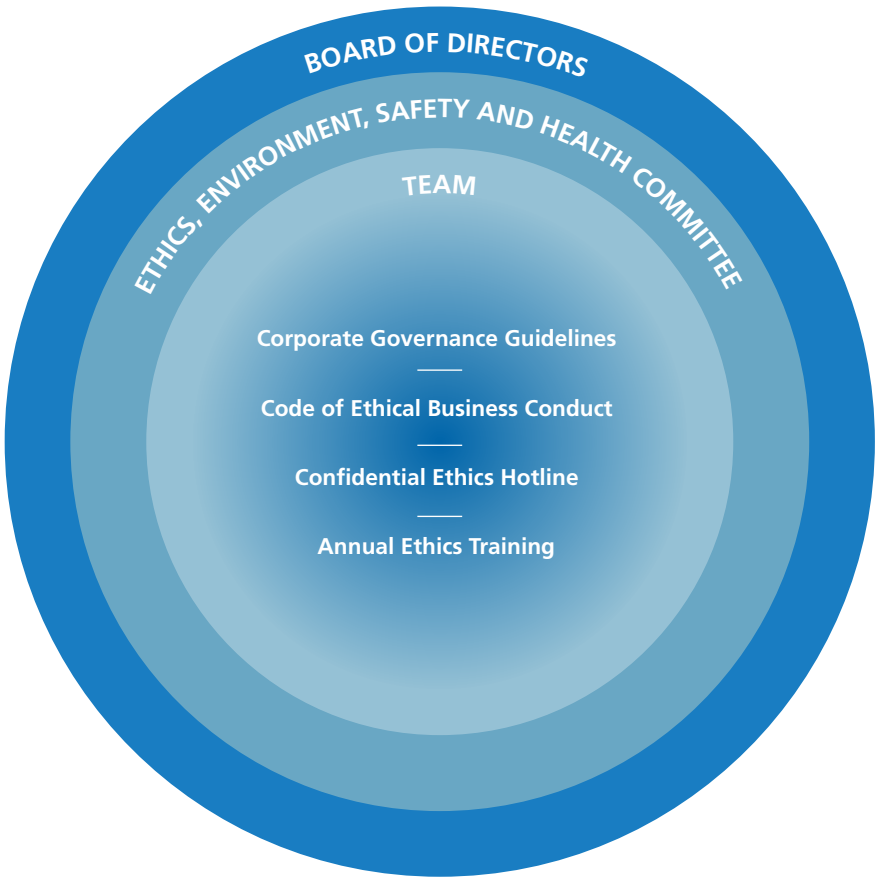 BOARD OF DIRECTORS
ETHICS, ENVIRONMENT, SAFETY AND HEALTH COMMITTEE
TEAM
Corporate Governance Guidelines
Code of Ethical Business Conduct
Confidential Ethics Hotline
Annual Ethics Training